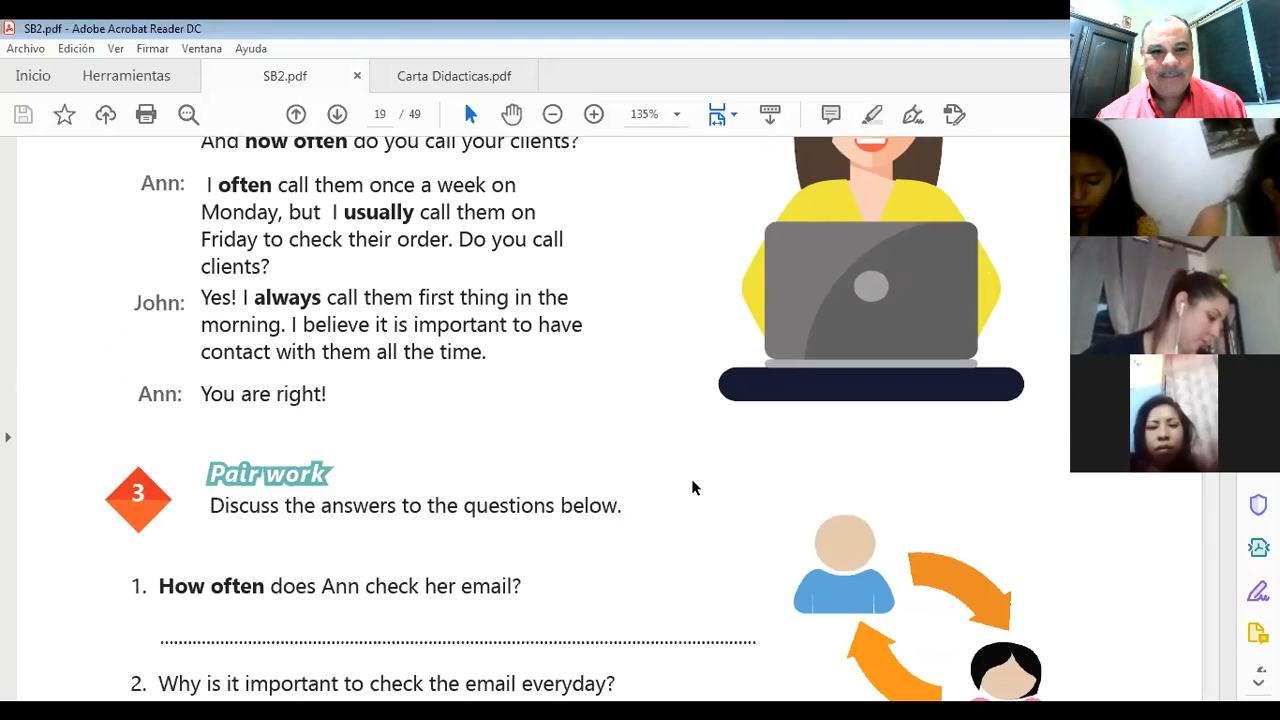 SB2.pdf - Adobe Acrobat Reader DC
Archivo Edición Ver Firmar Ventana Ayuda
Inicio Herramientas SB2.pdf × Carta Didacticas.pdf
19 / 49 135%
And how often do you call your clients?
Ann: I often call them once a week on
Monday, but I usually call them on
Friday to check their order. Do you call
clients?
John: Yes! I always call them first thing in the
morning. I believe it is important to have
contact with them all the time.
Ann: You are right!
3 Pair work
Discuss the answers to the questions below.
1. How often does Ann check her email?
2. Why is it important to check the email everyday?